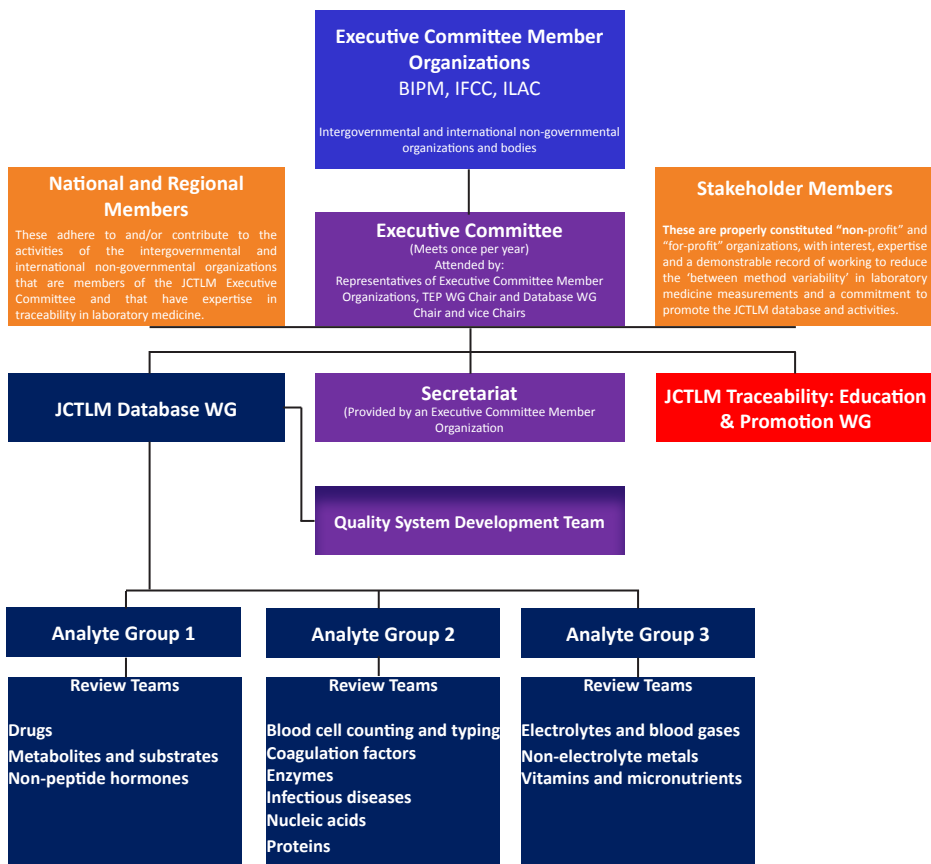 Executive Committee Member
Organizations
BIPM, IFCC, ILAC
Intergovernmental and international non-governmental
organizations and bodies
National and Regional
Members
These adhere to and/or contribute to the
activities of the intergovernmental and
international non-governmental organizations
that are members of the JCTLM Executive
Committee and that have expertise in
traceability in laboratory medicine.
Executive Committee
(Meets once per year)
Attended by:
Representatives of Executive Committee Member
Organizations, TEP WG Chair and Database WG
Chair and vice Chairs
Stakeholder Members
These are properly constituted “non-profit” and
“for-profit” organizations, with interest, expertise
and a demonstrable record of working to reduce
the ‘between method variability’ in laboratory
medicine measurements and a commitment to
promote the JCTLM database and activities.
JCTLM Database WG
Secretariat
(Provided by an Executive Committee Member
Organization
JCTLM Traceability: Education
& Promotion WG
Quality System Development Team
Analyte Group 1
Analyte Group 2
Analyte Group 3
Review Teams
Drugs
Metabolites and substrates
Non-peptide hormones
Review Teams
Blood cell counting and typing
Coagulation factors
Enzymes
Infectious diseases
Nucleic acids
Proteins
Review Teams
Electrolytes and blood gases
Non-electrolyte metals
Vitamins and micronutrients